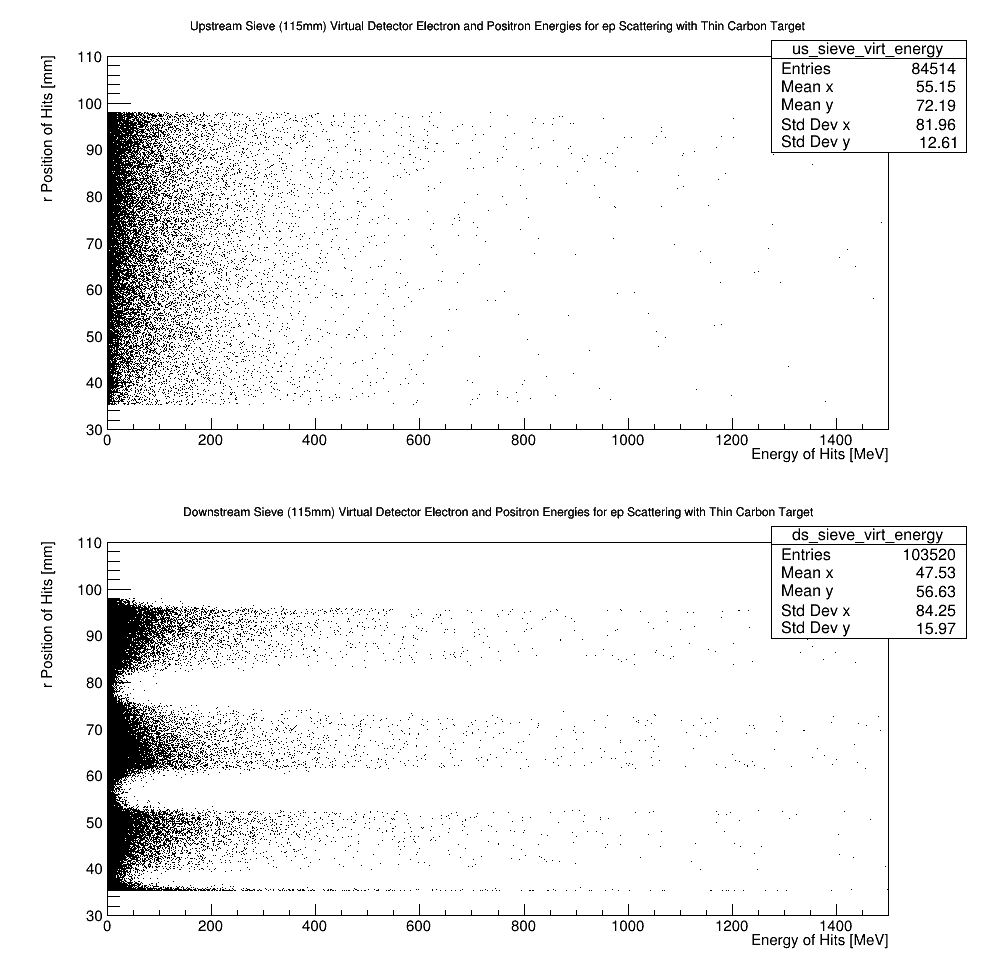 Upstream Sieve (115mm) Virtual Detector Electron and Positron Energies for ep Scattering with Thin Carbon Target
us_sieve_virt_energy
Entries 84514
Mean x 55.15
Mean y 72.19
Std Dev x 81.96
Std Dev y 12.61
r Position of Hits [mm]
110
100
90
80
70
60
50
40
30
0 200 400 600 800 1000 1200 1400
Energy of Hits [MeV]
Downstream Sieve (115mm) Virtual Detector Electron and Positron Energies for ep Scattering with Thin Carbon Target
ds_sieve_virt_energy
Entries 103520
Mean x 47.53
Mean y 56.63
Std Dev x 84.25
Std Dev y 15.97
r Position of Hits [mm]
110
100
90
80
70
60
50
40
30
0 200 400 600 800 1000 1200 1400
Energy of Hits [MeV]